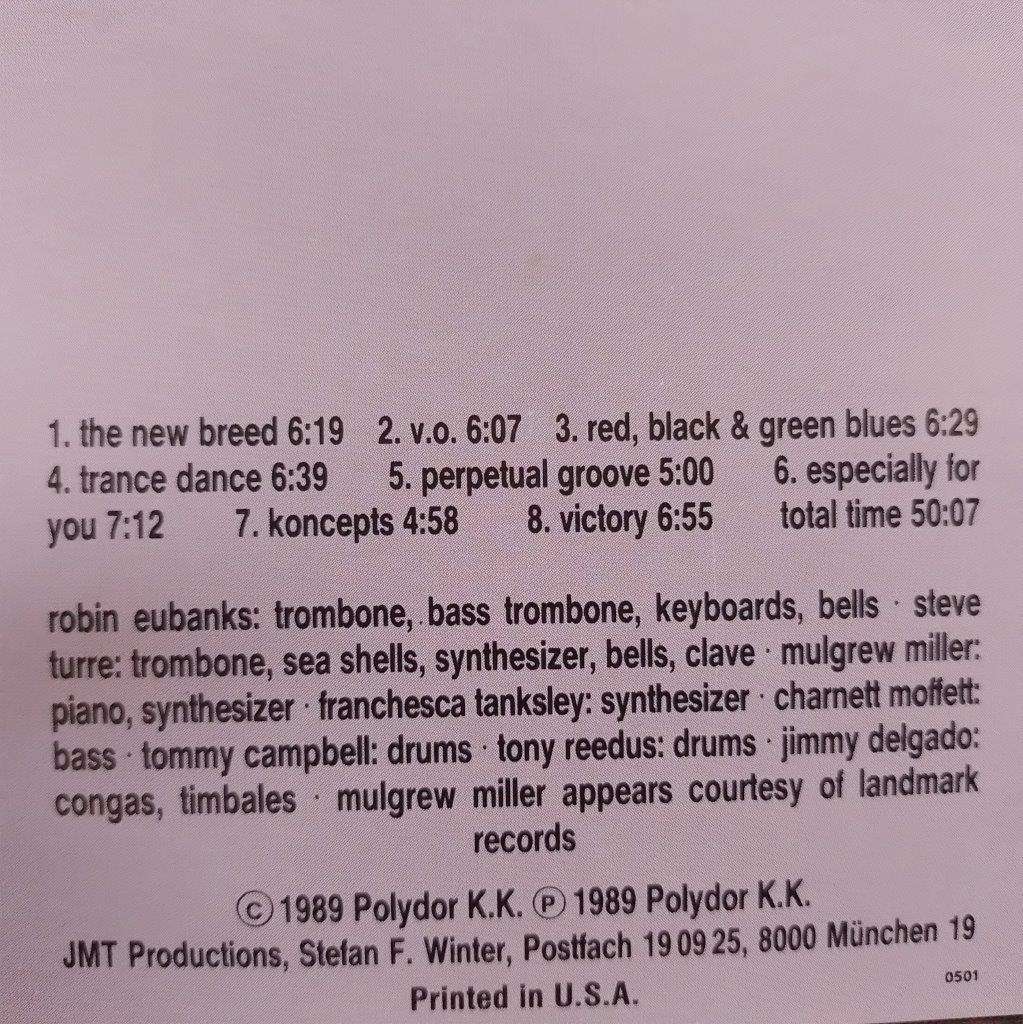 1. the new breed 6:19 2. v.o. 6:07 3. red, black & green blues 6:29
4. trance dance 6:39 5. perpetual groove 5:00 6. especially for
you 7:12 7. koncepts 4:58 8. victory 6:55 total time 50:07
robin eubanks: trombone, bass trombone, keyboards, bells · steve
turre: trombone, sea shells, synthesizer, bells, clave · mulgrew miller:
piano, synthesizer · franchesca tanksley: synthesizer · charnett moffett:
bass · tommy campbell: drums · tony reedus: drums · jimmy delgado:
congas, timbales · mulgrew miller appears courtesy of landmark
records
© 1989 Polydor K.K. ℗ 1989 Polydor K.K.
JMT Productions, Stefan F. Winter, Postfach 19 09 25, 8000 München 19
0501
Printed in U.S.A.